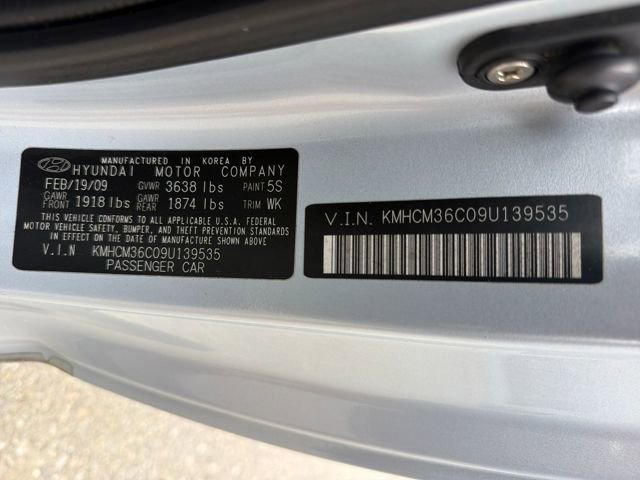 MANUFACTURED IN KOREA BY
HYUNDAI MOTOR COMPANY
FEB/19/09 GVWR 3638 lbs PAINT 5S
GAWR FRONT 1918 lbs GAWR REAR 1874 lbs TRIM WK
THIS VEHICLE CONFORMS TO ALL APPLICABLE U.S.A. FEDERAL
MOTOR VEHICLE SAFETY, BUMPER, AND THEFT PREVENTION STANDARDS
IN EFFECT ON THE DATE OF MANUFACTURE SHOWN ABOVE
V.I.N KMHCM36C09U139535
PASSENGER CAR
V.I.N. KMHCM36C09U139535